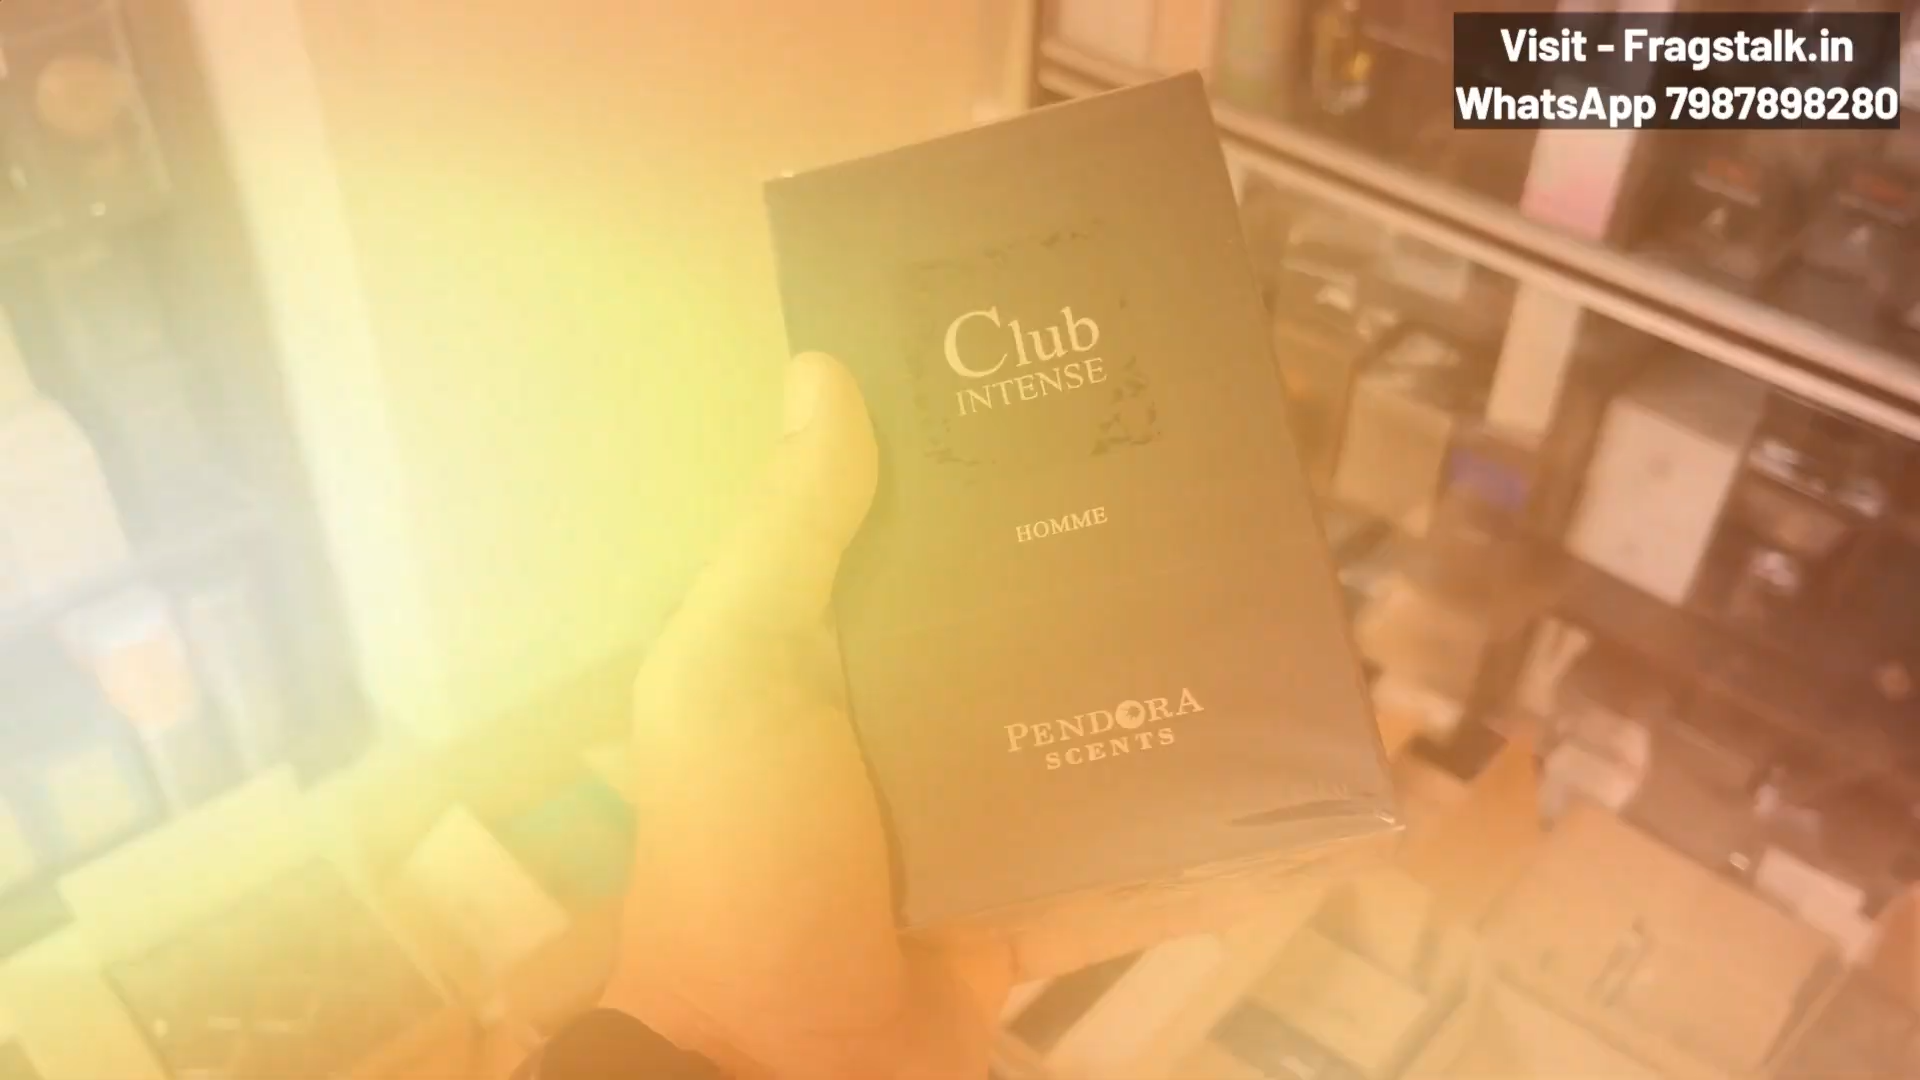 Visit - Fragstalk.in
WhatsApp 7987898280
Club
INTENSE
HOMME
PENDORA
SCENTS